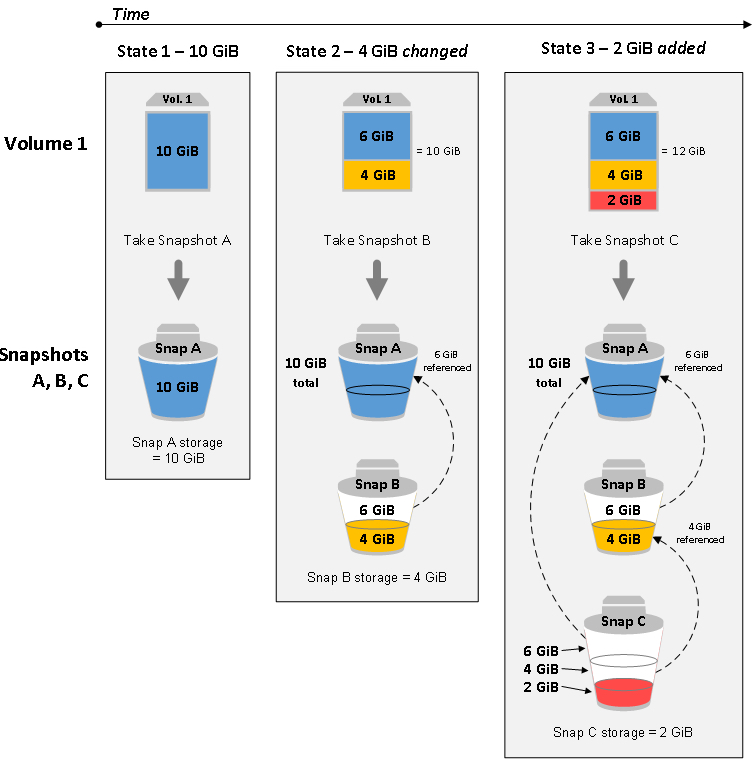 Time
State 1 – 10 GiB
State 2 – 4 GiB changed
State 3 – 2 GiB added
Volume 1
Vol. 1
10 GiB
Vol. 1
6 GiB
4 GiB
= 10 GiB
Vol. 1
6 GiB
4 GiB
2 GiB
= 12 GiB
Take Snapshot A
Take Snapshot B
Take Snapshot C
Snapshots
A, B, C
Snap A
10 GiB
Snap A storage
= 10 GiB
10 GiB
total
Snap A
6 GiB
referenced
Snap B
6 GiB
4 GiB
Snap B storage = 4 GiB
10 GiB
total
Snap A
6 GiB
referenced
Snap B
6 GiB
4 GiB
4 GiB
referenced
Snap C
6 GiB
4 GiB
2 GiB
Snap C storage = 2 GiB